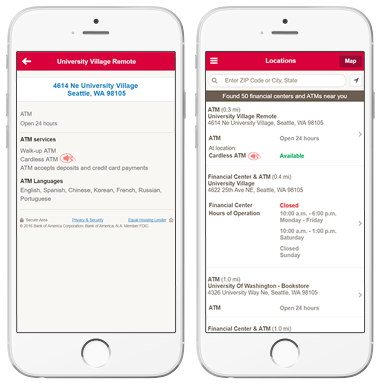 University Village Remote
4614 Ne University Village
Seattle, WA 98105
ATM
Open 24 hours
ATM services
Walk-up ATM
Cardless ATM
ATM accepts deposits and credit card payments
ATM Languages
English, Spanish, Chinese, Korean, French, Russian,
Portuguese
Secure Area Privacy & Security Equal Housing Lender
© 2016 Bank of America Corporation. Bank of America, N.A. Member FDIC.
Locations Map
Enter ZIP Code or City, State
Found 50 financial centers and ATMs near you
ATM (0.3 mi)
University Village Remote
4614 Ne University Village, Seattle, WA 98105
ATM Open 24 hours
At location:
Cardless ATM Available
Financial Center & ATM (0.4 mi)
University Village
4622 25th Ave NE, Seattle, WA 98105
Financial Center Closed
Hours of Operation 10:00 a.m. - 6:00 p.m.
Monday - Friday
10:00 a.m. - 1:00 p.m.
Saturday
Closed
Sunday
ATM (1.0 mi)
University Of Washington - Bookstore
4326 University Way Ne, Seattle, WA 98105
ATM Open 24 hours
Financial Center & ATM (1.0 mi)